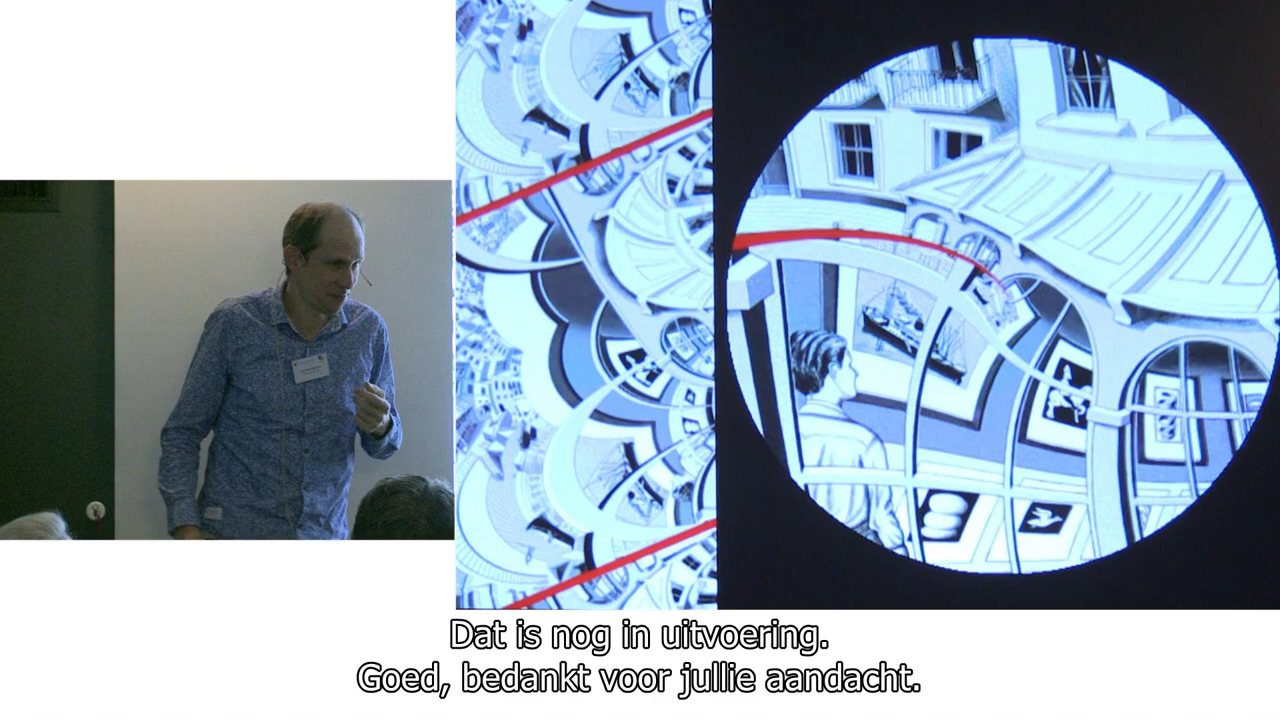 Dat is nog in uitvoering.
Goed, bedankt voor jullie aandacht.